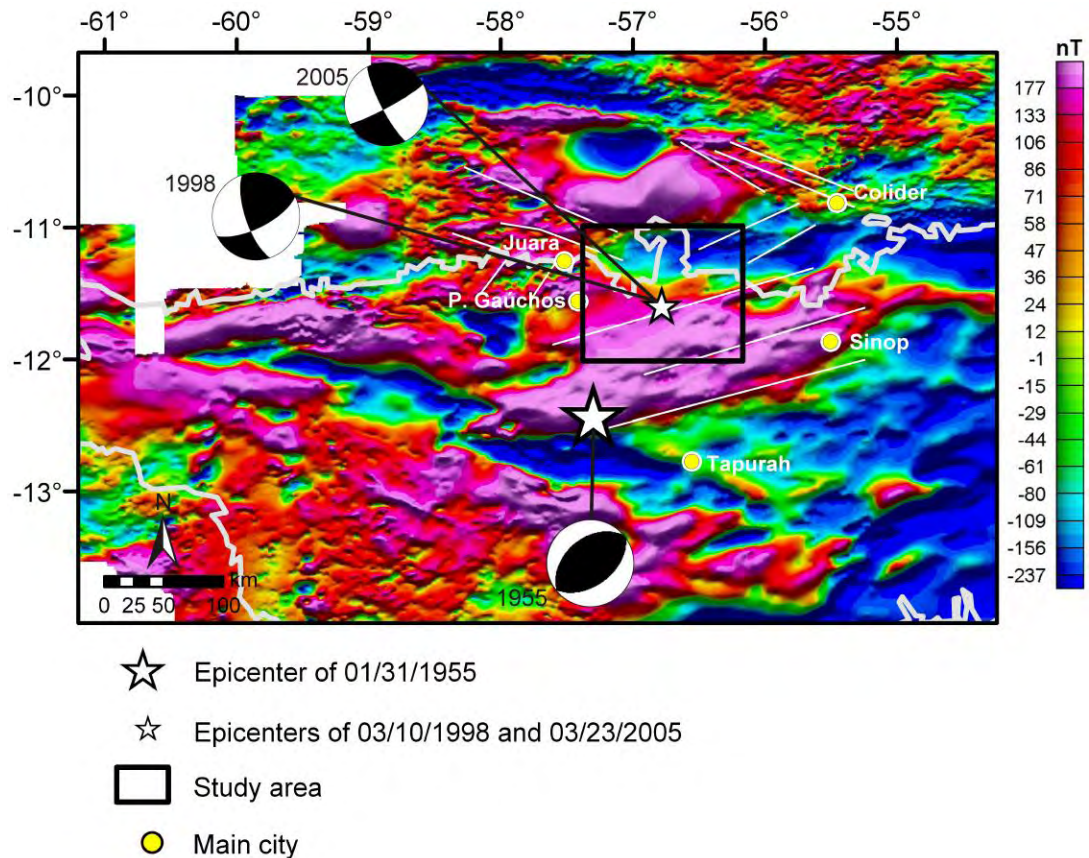 -61° -60° -59° -58° -57° -56° -55°
nT
-10°
-11°
-12°
-13°
2005
1998
Colider
Juara
P. Gauchos
Sinop
Tapurah
N
km
0 25 50 100
1955
177
133
106
86
71
58
47
36
24
12
-1
-15
-29
-44
-61
-80
-109
-156
-237
Epicenter of 01/31/1955
Epicenters of 03/10/1998 and 03/23/2005
Study area
Main city